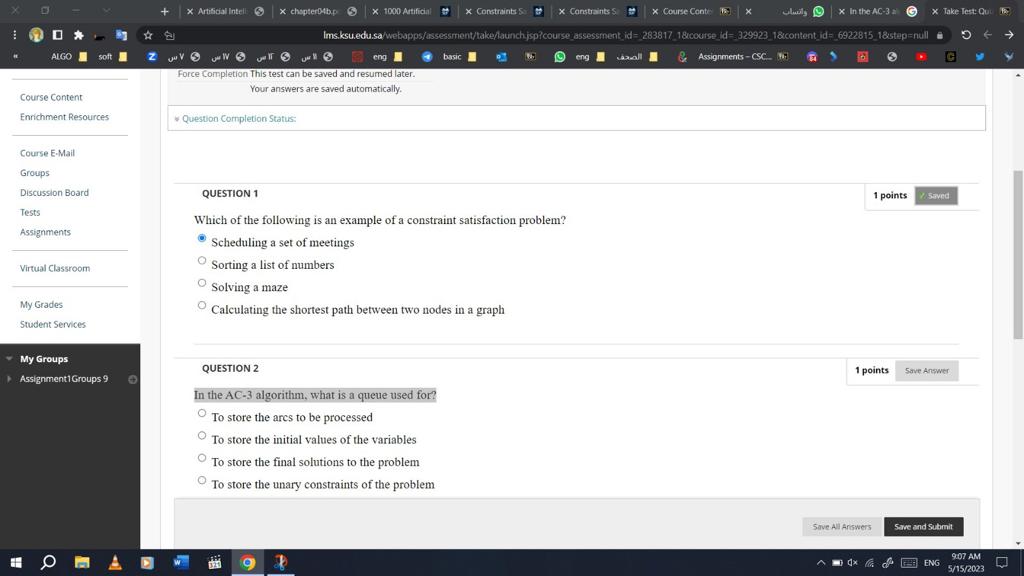 Artificial Intelli
chapter04b.p
1000 Artificial
Constraints Sa
Constraints Sa
Course Conte
واتساب
In the AC-3 al
Take Test: Qu
lms.ksu.edu.sa/webapps/assessment/take/launch.jsp?course_assessment_id=_283817_1&course_id=_329923_1&content_id=_6922815_1&step=null
«
ALGO
soft
س٧
س١٧
س١٣
س١١
eng
basic
eng
الصحف
Assignments – CSC...
Course Content
Enrichment Resources
Course E-Mail
Groups
Discussion Board
Tests
Assignments
Virtual Classroom
My Grades
Student Services
My Groups
Assignment1Groups 9
Force Completion This test can be saved and resumed later.
Your answers are saved automatically.
Question Completion Status:
QUESTION 1
1 points
✓ Saved
Which of the following is an example of a constraint satisfaction problem?
Scheduling a set of meetings
Sorting a list of numbers
Solving a maze
Calculating the shortest path between two nodes in a graph
QUESTION 2
1 points
Save Answer
In the AC-3 algorithm, what is a queue used for?
To store the arcs to be processed
To store the initial values of the variables
To store the final solutions to the problem
To store the unary constraints of the problem
Save All Answers
Save and Submit
ENG
9:07 AM
5/15/2023